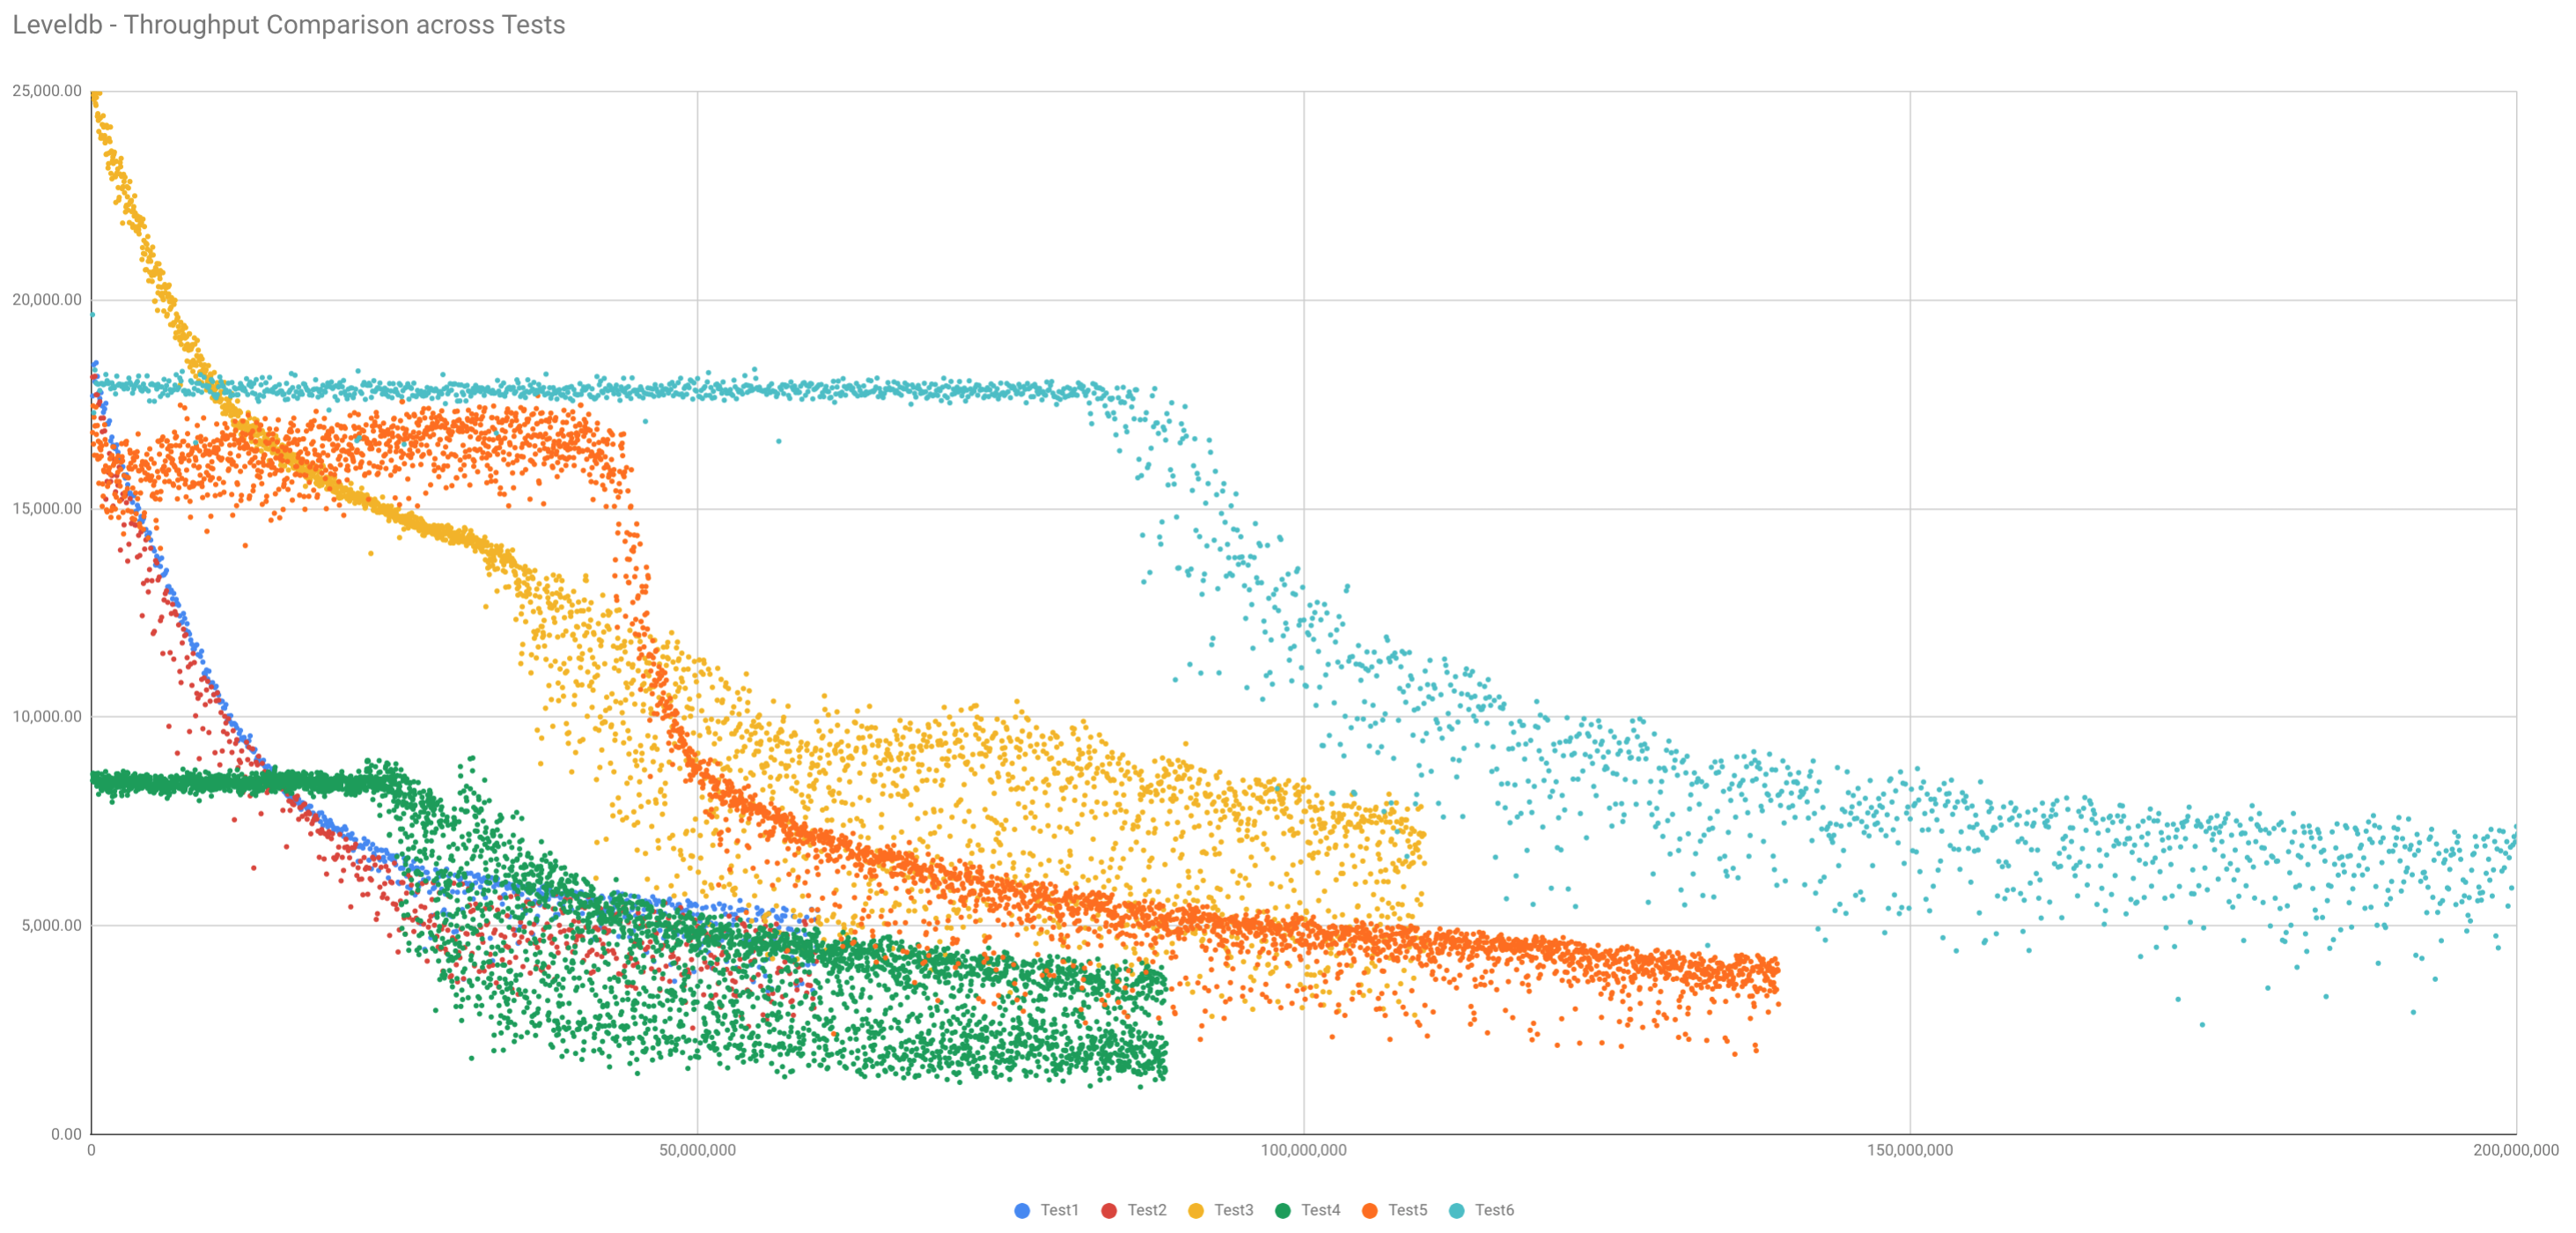 Leveldb - Throughput Comparison across Tests
25,000.00
20,000.00
15,000.00
10,000.00
5,000.00
0.00
0 50,000,000 100,000,000 150,000,000 200,000,000
Test1 Test2 Test3 Test4 Test5 Test6